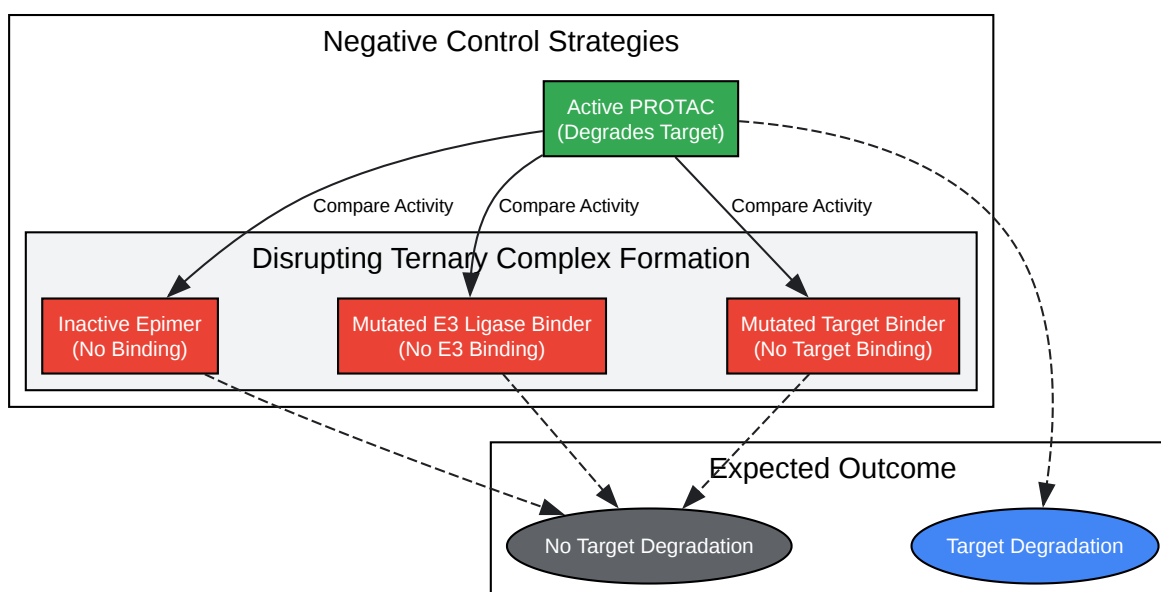 Negative Control Strategies
Active PROTAC
(Degrades Target)
Compare Activity
Compare Activity
Compare Activity
Disrupting Ternary Complex Formation
Inactive Epimer
(No Binding)
Mutated E3 Ligase Binder
(No E3 Binding)
Mutated Target Binder
(No Target Binding)
Expected Outcome
No Target Degradation
Target Degradation